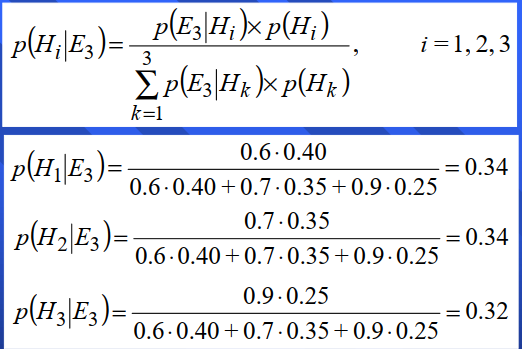 p(Hᵢ|E₃)= p(E₃|Hᵢ)×p(Hᵢ) / ∑ₖ₌₁³ p(E₃|Hₖ)×p(Hₖ) , i = 1, 2, 3
p(H₁|E₃)= 0.6·0.40 / 0.6·0.40 + 0.7·0.35 + 0.9·0.25 = 0.34
p(H₂|E₃)= 0.7·0.35 / 0.6·0.40 + 0.7·0.35 + 0.9·0.25 = 0.34
p(H₃|E₃)= 0.9·0.25 / 0.6·0.40 + 0.7·0.35 + 0.9·0.25 = 0.32